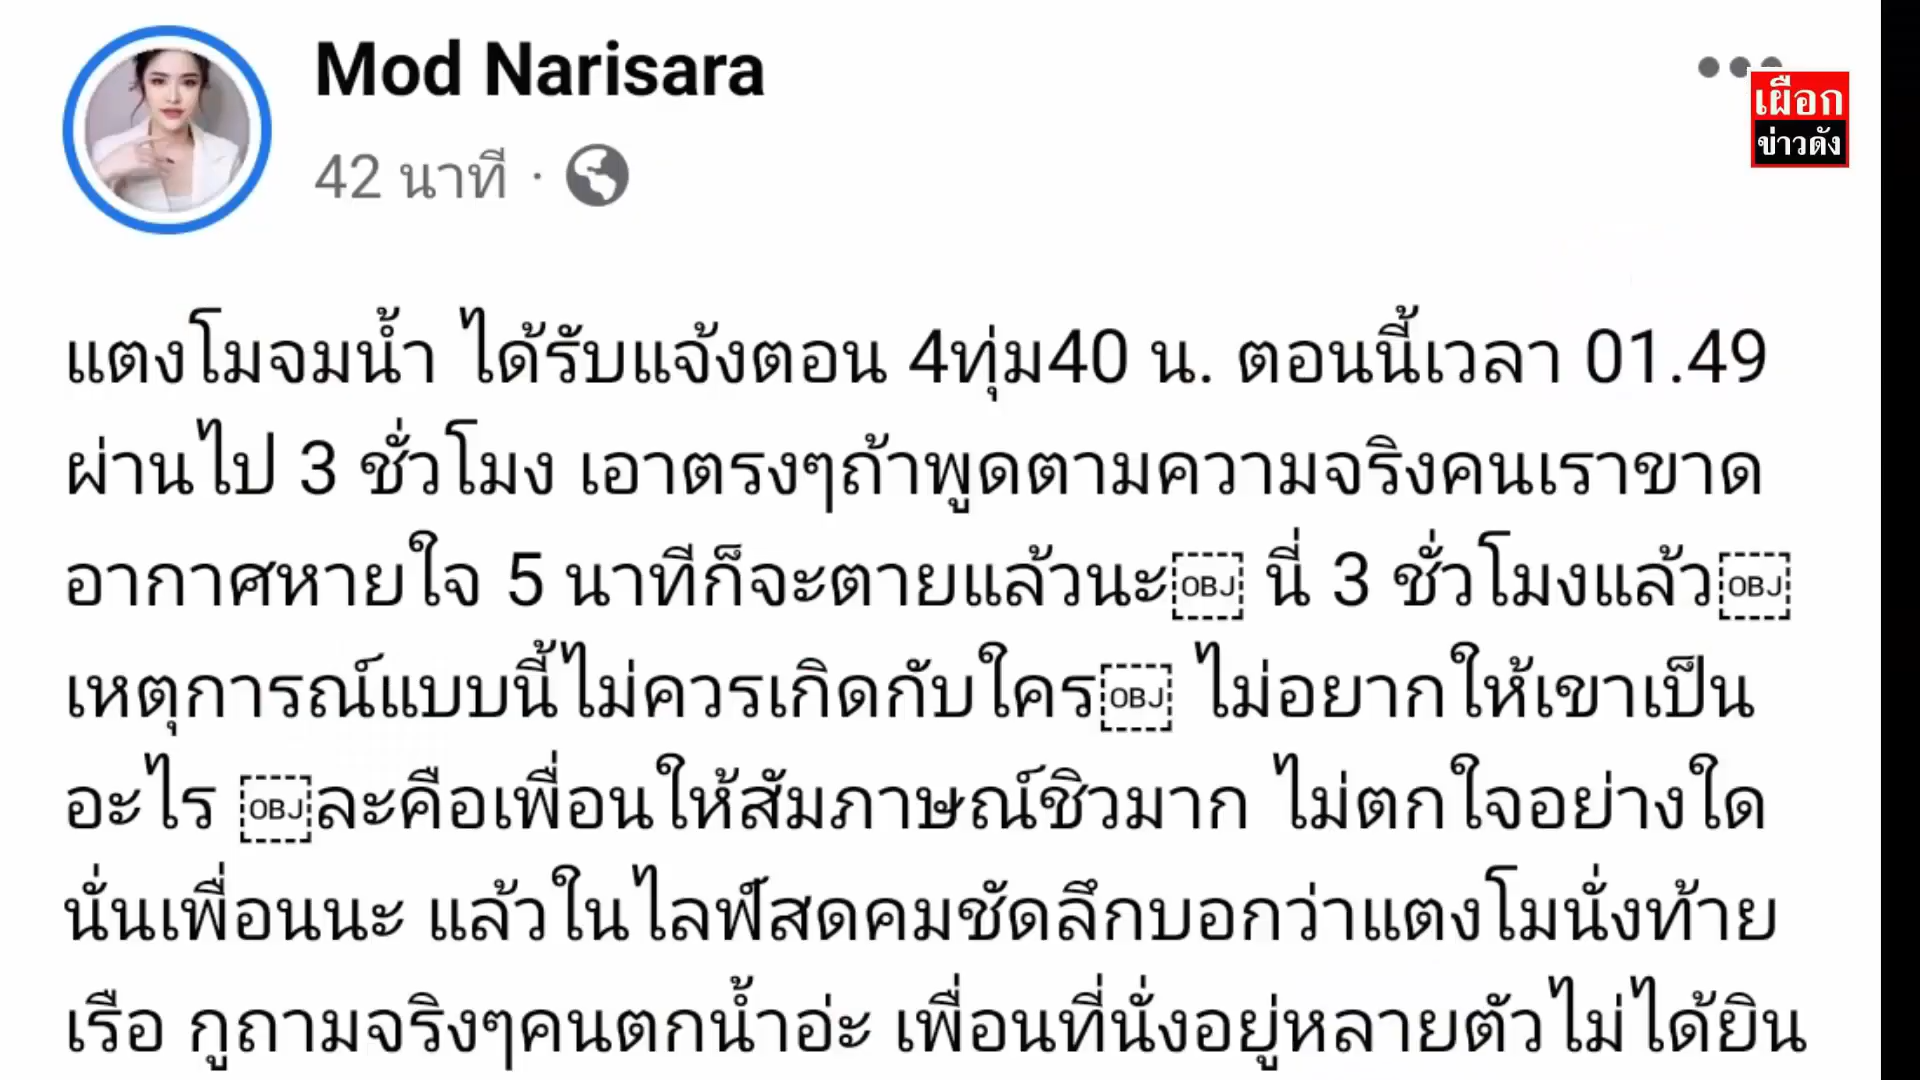 Mod Narisara
42 นาที ·
เผือก
ข่าวดัง
แตงโมจมน้ำ ได้รับแจ้งตอน 4ทุ่ม40 น. ตอนนี้เวลา 01.49
ผ่านไป 3 ชั่วโมง เอาตรงๆถ้าพูดตามความจริงคนเราขาด
อากาศหายใจ 5 นาทีก็จะตายแล้วนะ￼ นี่ 3 ชั่วโมงแล้ว￼
เหตุการณ์แบบนี้ไม่ควรเกิดกับใคร￼ ไม่อยากให้เขาเป็น
อะไร ￼ละคือเพื่อนให้สัมภาษณ์ชิวมาก ไม่ตกใจอย่างใด
นั่นเพื่อนนะ แล้วในไลฟ์สดคมชัดลึกบอกว่าแตงโมนั่งท้าย
เรือ กูถามจริงๆคนตกน้ำอ่ะ เพื่อนที่นั่งอยู่หลายตัวไม่ได้ยิน